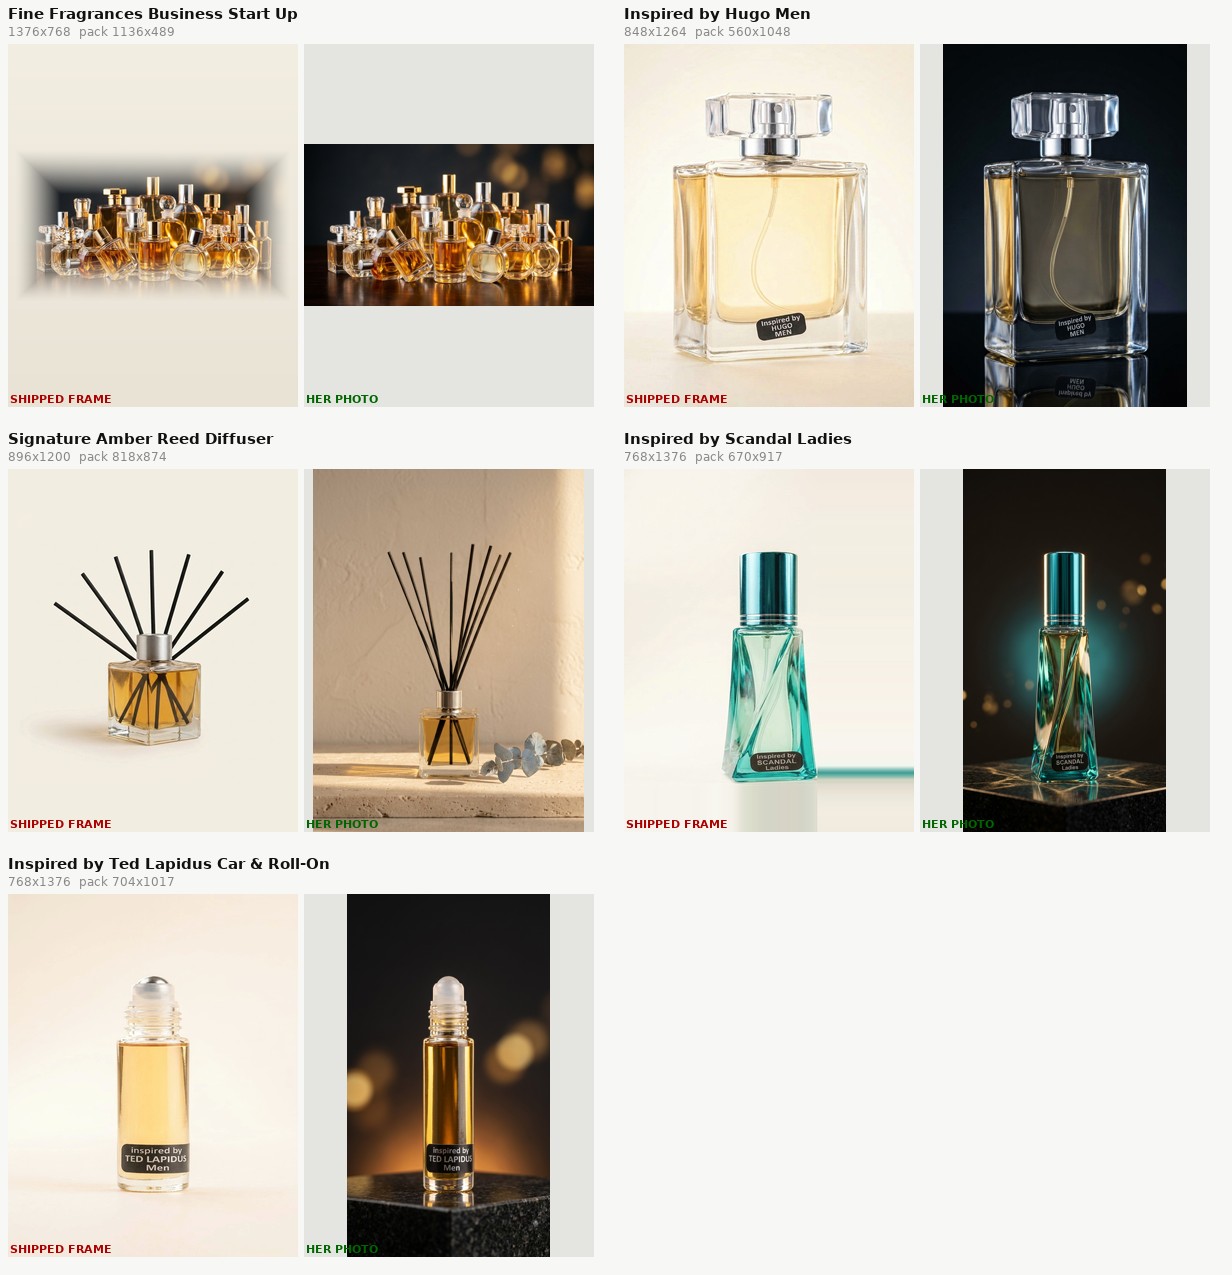 Fine Fragrances Business Start Up
1376x768 pack 1136x489
SHIPPED FRAME
HER PHOTO
Inspired by Hugo Men
848x1264 pack 560x1048
Inspired by
HUGO
MEN
SHIPPED FRAME
Inspired by
HUGO
MEN
HER PHOTO
Signature Amber Reed Diffuser
896x1200 pack 818x874
SHIPPED FRAME
HER PHOTO
Inspired by Scandal Ladies
768x1376 pack 670x917
Inspired by
SCANDAL
Ladies
SHIPPED FRAME
Inspired by
SCANDAL
Ladies
HER PHOTO
Inspired by Ted Lapidus Car & Roll-On
768x1376 pack 704x1017
Inspired by
TED LAPIDUS
Men
SHIPPED FRAME
Inspired by
TED LAPIDUS
Men
HER PHOTO